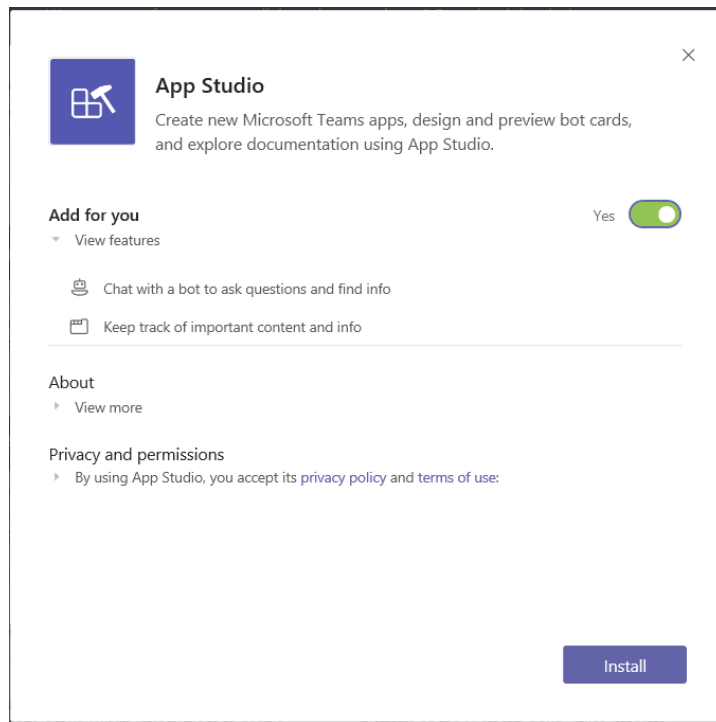 App Studio
Create new Microsoft Teams apps, design and preview bot cards,
and explore documentation using App Studio.
Add for you
Yes
View features
Chat with a bot to ask questions and find info
Keep track of important content and info
About
View more
Privacy and permissions
By using App Studio, you accept its privacy policy and terms of use:
Install